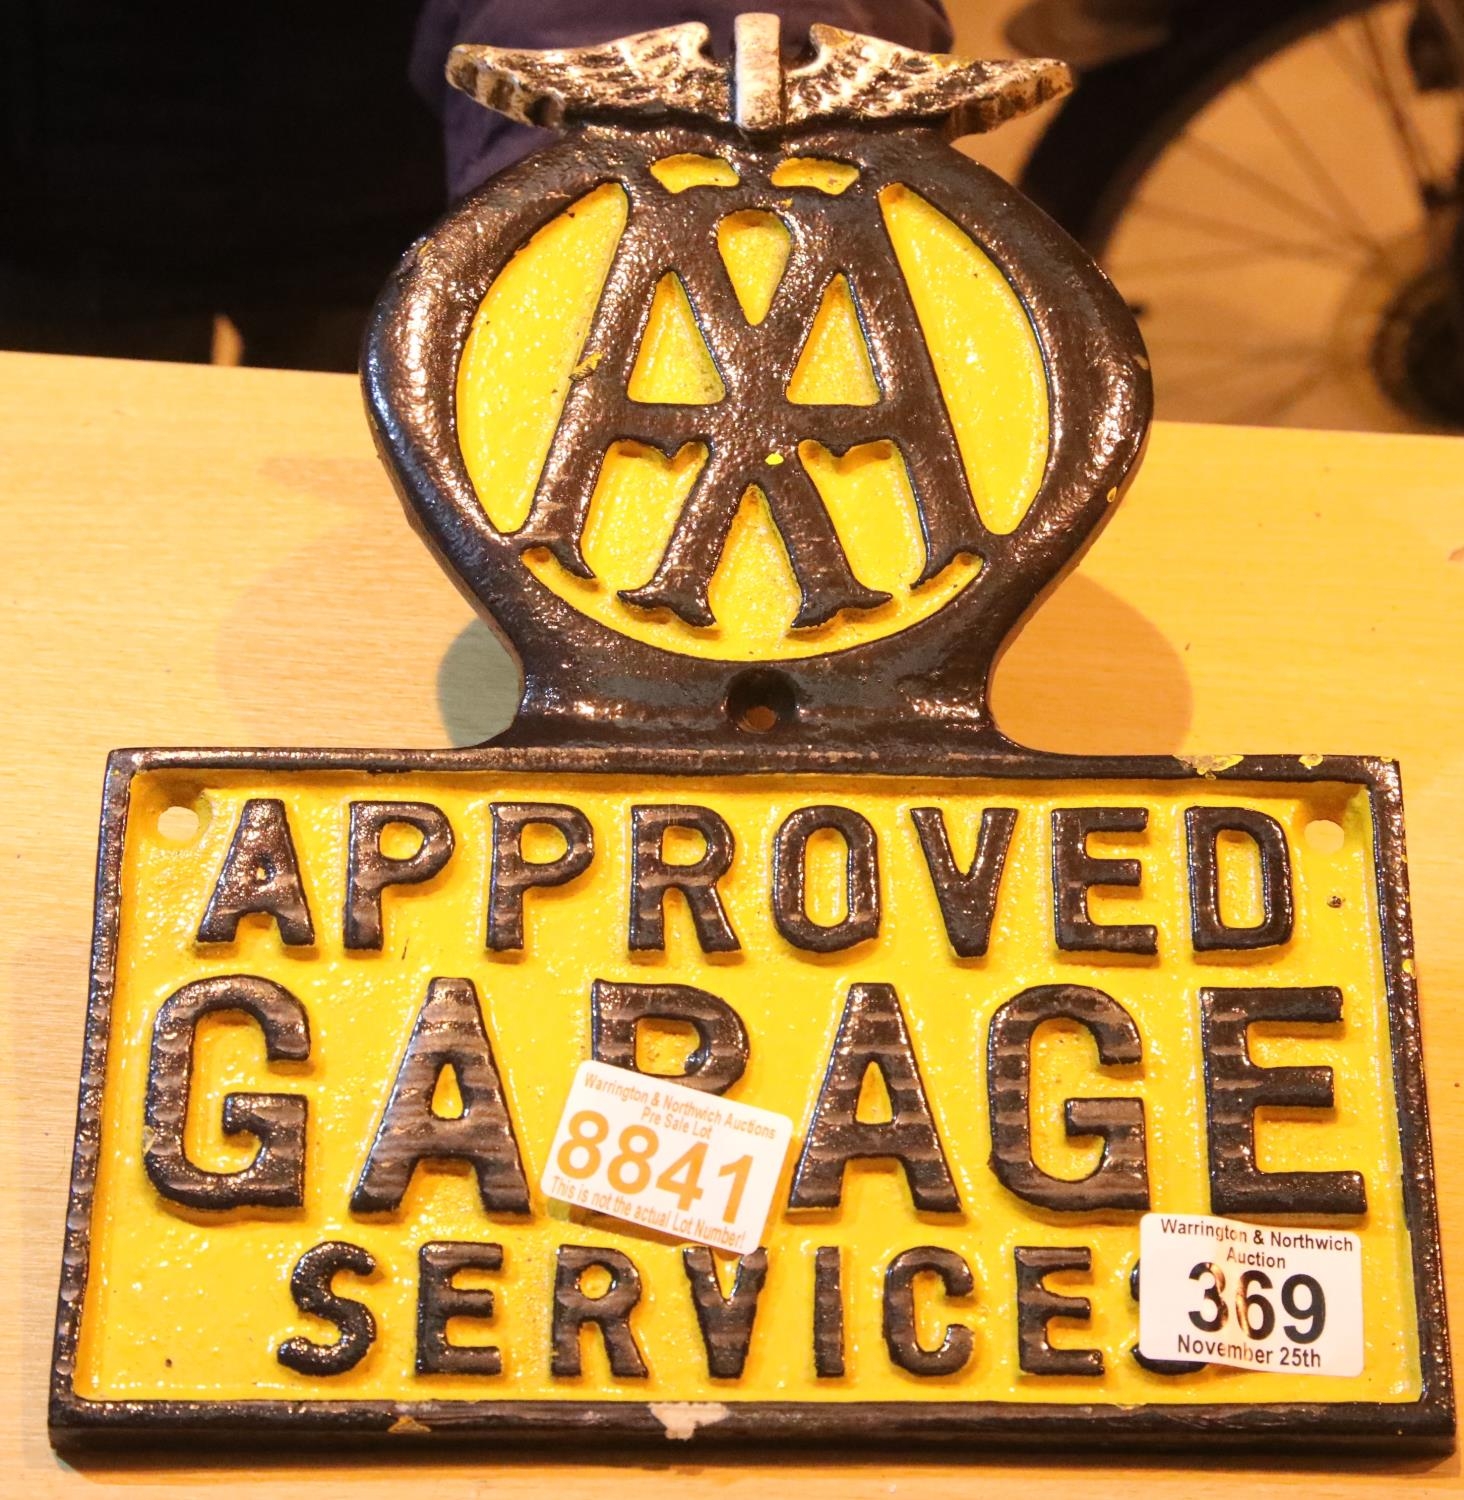 AA
APPROVED
GARAGE
SERVICES
Warrington & Northwich Auctions
Pre Sale Lot
8841
This is not the actual Lot Number!
Warrington & Northwich
Auction
369
November 25th